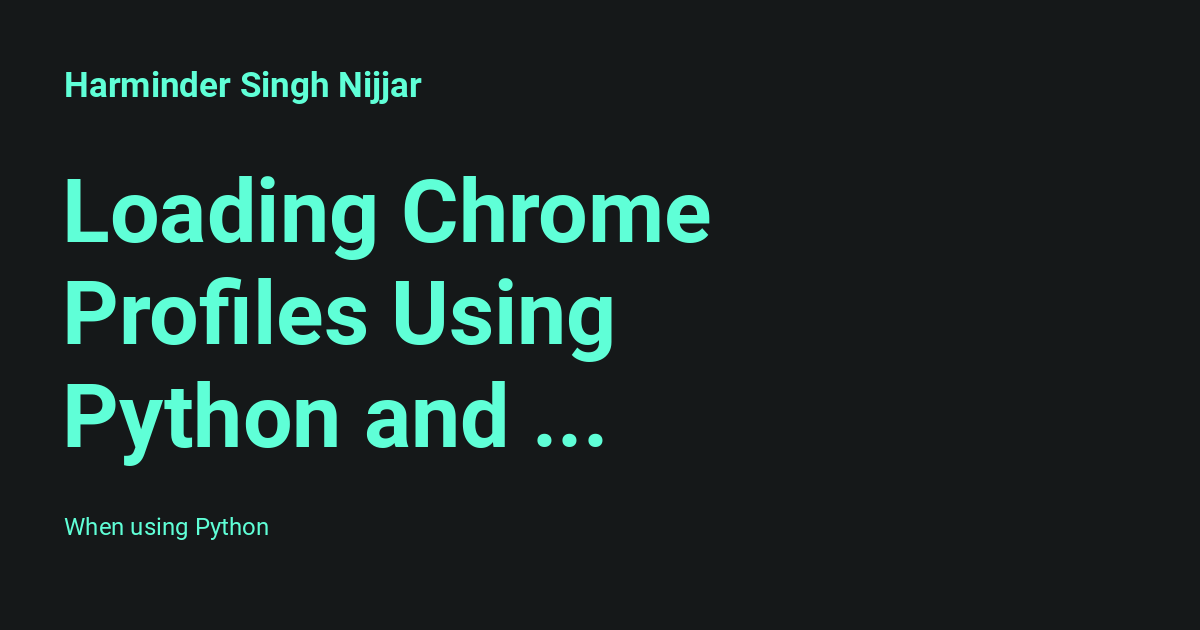 Harminder Singh Nijjar
Loading Chrome
Profiles Using
Python and ...
When using Python